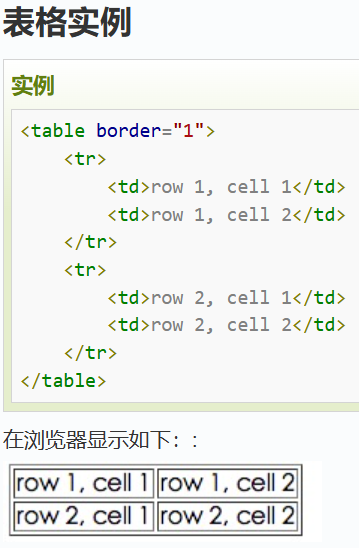 表格实例
实例
<table border="1">
    <tr>
        <td>row 1, cell 1</td>
        <td>row 1, cell 2</td>
    </tr>
    <tr>
        <td>row 2, cell 1</td>
        <td>row 2, cell 2</td>
    </tr>
</table>
在浏览器显示如下：:
row 1, cell 1 row 1, cell 2
row 2, cell 1 row 2, cell 2